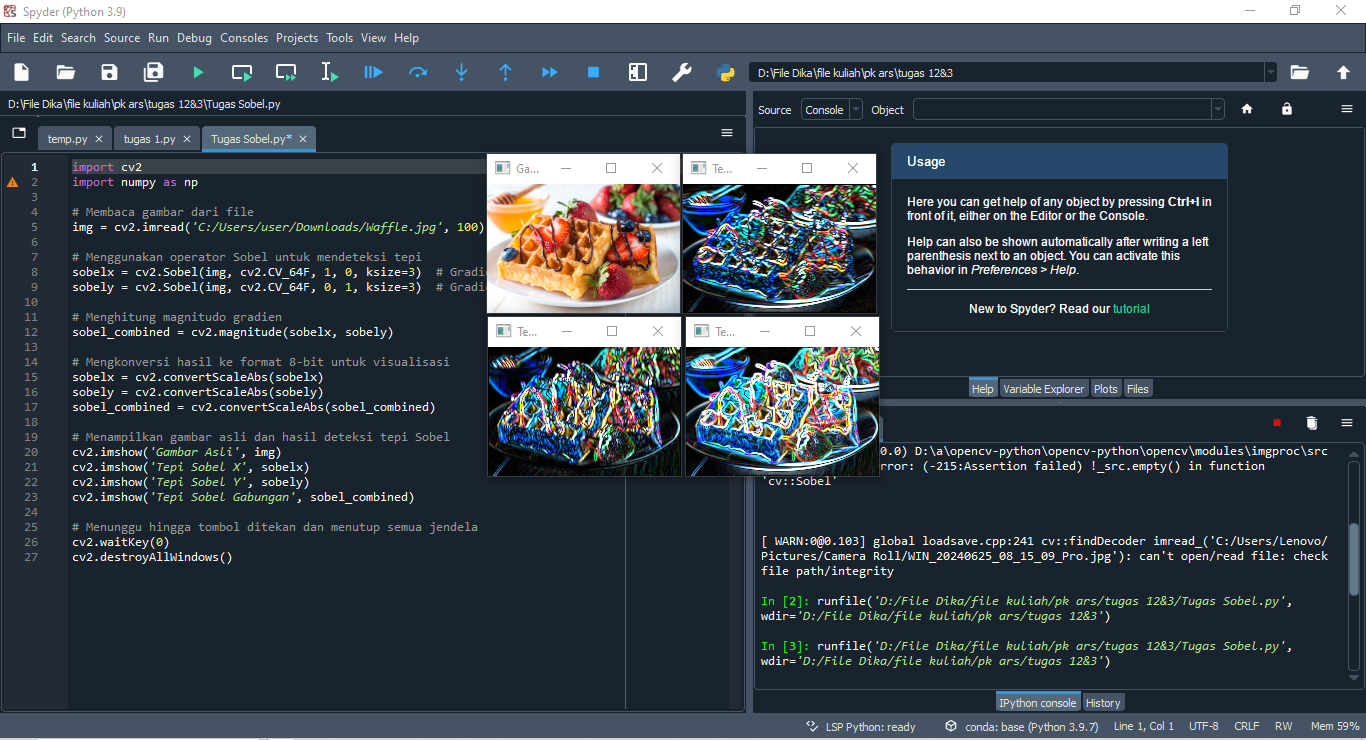 Spyder (Python 3.9)
File Edit Search Source Run Debug Consoles Projects Tools View Help
D:\File Dika\file kuliah\pk ars\tugas 12&3
D:\File Dika\file kuliah\pk ars\tugas 12&3\Tugas Sobel.py
temp.py tugas 1.py Tugas Sobel.py*
1 import cv2
2 import numpy as np
3
4 # Membaca gambar dari file
5 img = cv2.imread('C:/Users/user/Downloads/Waffle.jpg', 100)
6
7 # Menggunakan operator Sobel untuk mendeteksi tepi
8 sobelx = cv2.Sobel(img, cv2.CV_64F, 1, 0, ksize=3)  # Gradi
9 sobely = cv2.Sobel(img, cv2.CV_64F, 0, 1, ksize=3)  # Gradi
10
11 # Menghitung magnitudo gradien
12 sobel_combined = cv2.magnitude(sobelx, sobely)
13
14 # Mengkonversi hasil ke format 8-bit untuk visualisasi
15 sobelx = cv2.convertScaleAbs(sobelx)
16 sobely = cv2.convertScaleAbs(sobely)
17 sobel_combined = cv2.convertScaleAbs(sobel_combined)
18
19 # Menampilkan gambar asli dan hasil deteksi tepi Sobel
20 cv2.imshow('Gambar Asli', img)
21 cv2.imshow('Tepi Sobel X', sobelx)
22 cv2.imshow('Tepi Sobel Y', sobely)
23 cv2.imshow('Tepi Sobel Gabungan', sobel_combined)
24
25 # Menunggu hingga tombol ditekan dan menutup semua jendela
26 cv2.waitKey(0)
27 cv2.destroyAllWindows()
Ga...
Te...
Te...
Te...
Source Console Object
Usage
Here you can get help of any object by pressing Ctrl+I in
front of it, either on the Editor or the Console.
Help can also be shown automatically after writing a left
parenthesis next to an object. You can activate this
behavior in Preferences > Help.
New to Spyder? Read our tutorial
Help Variable Explorer Plots Files
0.0) D:\a\opencv-python\opencv-python\opencv\modules\imgproc\src
rror: (-215:Assertion failed) !_src.empty() in function
'cv::Sobel'
[ WARN:0@0.103] global loadsave.cpp:241 cv::findDecoder imread_('C:/Users/Lenovo/
Pictures/Camera Roll/WIN_20240625_08_15_09_Pro.jpg'): can't open/read file: check
file path/integrity
In [2]: runfile('D:/File Dika/file kuliah/pk ars/tugas 12&3/Tugas Sobel.py',
wdir='D:/File Dika/file kuliah/pk ars/tugas 12&3')
In [3]: runfile('D:/File Dika/file kuliah/pk ars/tugas 12&3/Tugas Sobel.py',
wdir='D:/File Dika/file kuliah/pk ars/tugas 12&3')
IPython console History
LSP Python: ready conda: base (Python 3.9.7) Line 1, Col 1 UTF-8 CRLF RW Mem 59%